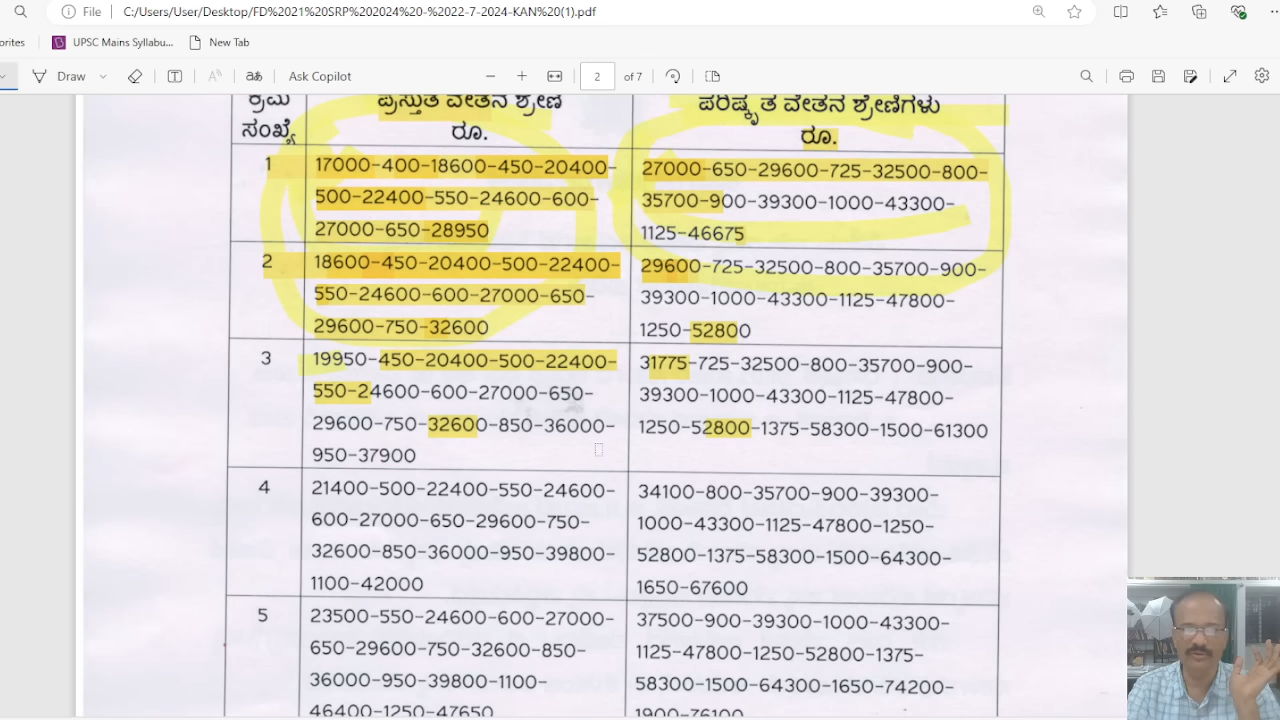 File
C:/Users/User/Desktop/FD%2021%20SRP%202024%20-%2022-7-2024-KAN%20(1).pdf
orites
UPSC Mains Syllabu...
New Tab
Draw
Ask Copilot
2
of 7
ಕ್ರಮ
ಸಂಖ್ಯೆ
ಪ್ರಸ್ತುತ ವೇತನ ಶ್ರೇಣಿ
ರೂ.
ಪರಿಷ್ಕೃತ ವೇತನ ಶ್ರೇಣಿಗಳು
ರೂ.
1
17000-400-18600-450-20400-
500-22400-550-24600-600-
27000-650-28950
27000-650-29600-725-32500-800-
35700-900-39300-1000-43300-
1125-46675
2
18600-450-20400-500-22400-
550-24600-600-27000-650-
29600-750-32600
29600-725-32500-800-35700-900-
39300-1000-43300-1125-47800-
1250-52800
3
19950-450-20400-500-22400-
550-24600-600-27000-650-
29600-750-32600-850-36000-
950-37900
31775-725-32500-800-35700-900-
39300-1000-43300-1125-47800-
1250-52800-1375-58300-1500-61300
4
21400-500-22400-550-24600-
600-27000-650-29600-750-
32600-850-36000-950-39800-
1100-42000
34100-800-35700-900-39300-
1000-43300-1125-47800-1250-
52800-1375-58300-1500-64300-
1650-67600
5
23500-550-24600-600-27000-
650-29600-750-32600-850-
36000-950-39800-1100-
46400-1250-47650
37500-900-39300-1000-43300-
1125-47800-1250-52800-1375-
58300-1500-64300-1650-74200-
1900-76100